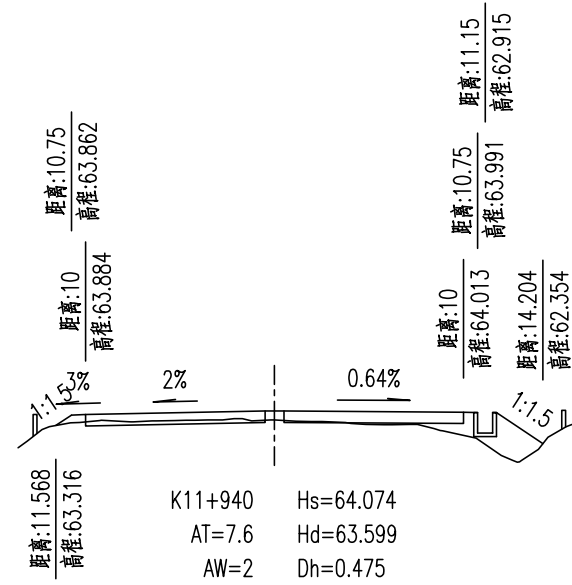 距离:11.15
高程:62.915
距离:10.75
高程:63.862
距离:10.75
高程:63.991
距离:10
高程:63.884
距离:10
高程:64.013
距离:14.204
高程:62.354
1:1.5
3%
2%
0.64%
1:1.5
距离:11.568
高程:63.316
K11+940
Hs=64.074
AT=7.6
Hd=63.599
AW=2
Dh=0.475